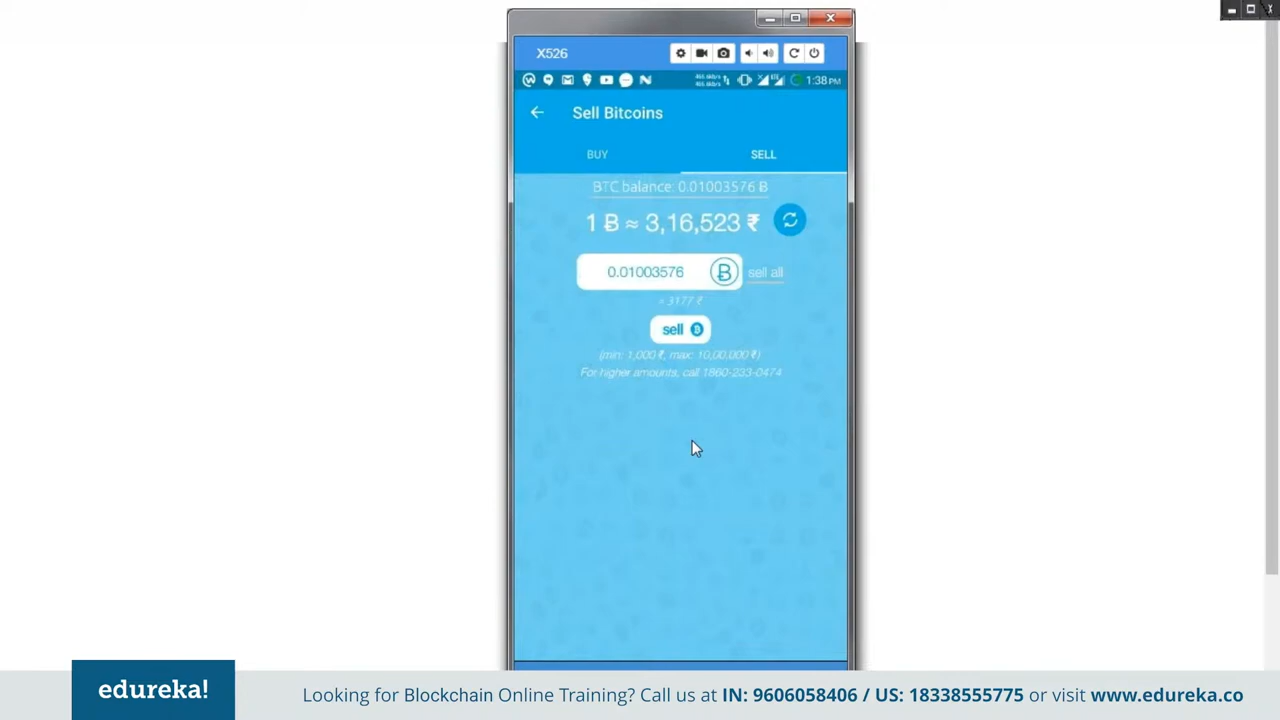 X526
1:38 PM
Sell Bitcoins
BUY
SELL
BTC balance: 0.01003576 Ƀ
1 Ƀ ≈ 3,16,523 ₹
0.01003576 Ƀ sell all
≈ 3177 ₹
sell
(min: 1,000 ₹, max: 10,00,000 ₹)
For higher amounts, call 1860-233-0474
edureka!
Looking for Blockchain Online Training? Call us at IN: 9606058406 / US: 18338555775 or visit www.edureka.co